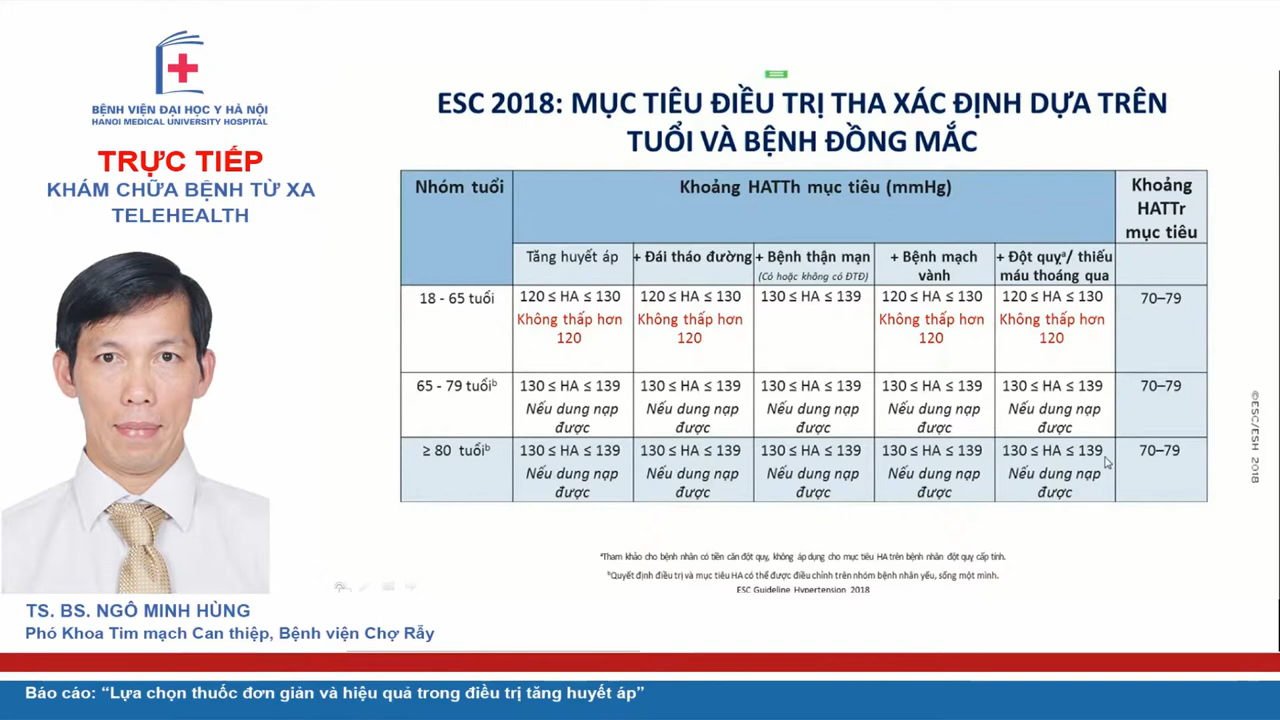 BỆNH VIỆN ĐẠI HỌC Y HÀ NỘI
HANOI MEDICAL UNIVERSITY HOSPITAL
TRỰC TIẾP
KHÁM CHỮA BỆNH TỪ XA
TELEHEALTH
ESC 2018: MỤC TIÊU ĐIỀU TRỊ THA XÁC ĐỊNH DỰA TRÊN
TUỔI VÀ BỆNH ĐỒNG MẮC
Nhóm tuổi
Khoảng HATTh mục tiêu (mmHg)
Khoảng
HATTr
mục tiêu
Tăng huyết áp
+ Đái tháo đường
+ Bệnh thận mạn
(Có hoặc không có ĐTĐ)
+ Bệnh mạch
vành
+ Đột quỵᵃ/ thiếu
máu thoáng qua
18 - 65 tuổi
120 ≤ HA ≤ 130
Không thấp hơn
120
120 ≤ HA ≤ 130
Không thấp hơn
120
130 ≤ HA ≤ 139
120 ≤ HA ≤ 130
Không thấp hơn
120
120 ≤ HA ≤ 130
Không thấp hơn
120
70–79
65 - 79 tuổiᵇ
130 ≤ HA ≤ 139
Nếu dung nạp
được
130 ≤ HA ≤ 139
Nếu dung nạp
được
130 ≤ HA ≤ 139
Nếu dung nạp
được
130 ≤ HA ≤ 139
Nếu dung nạp
được
130 ≤ HA ≤ 139
Nếu dung nạp
được
70–79
≥ 80 tuổiᵇ
130 ≤ HA ≤ 139
Nếu dung nạp
được
130 ≤ HA ≤ 139
Nếu dung nạp
được
130 ≤ HA ≤ 139
Nếu dung nạp
được
130 ≤ HA ≤ 139
Nếu dung nạp
được
130 ≤ HA ≤ 139
Nếu dung nạp
được
70–79
©ESC/ESH 2018
ᵃTham khảo cho bệnh nhân có tiền căn đột quỵ, không áp dụng cho mục tiêu HA trên bệnh nhân đột quỵ cấp tính.
ᵇQuyết định điều trị và mục tiêu HA có thể được điều chỉnh trên nhóm bệnh nhân yếu, sống một mình.
ESC Guideline Hypertension 2018
TS. BS. NGÔ MINH HÙNG
Phó Khoa Tim mạch Can thiệp, Bệnh viện Chợ Rẫy
Báo cáo: “Lựa chọn thuốc đơn giản và hiệu quả trong điều trị tăng huyết áp”